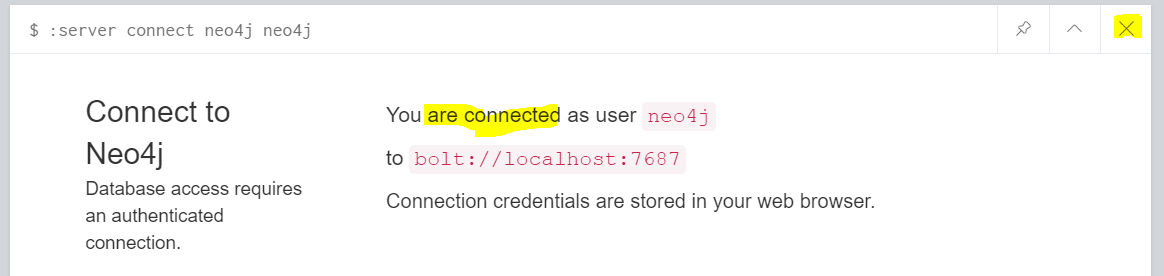 $ :server connect neo4j neo4j
Connect to
Neo4j
Database access requires
an authenticated
connection.
You are connected as user neo4j
to bolt://localhost:7687
Connection credentials are stored in your web browser.